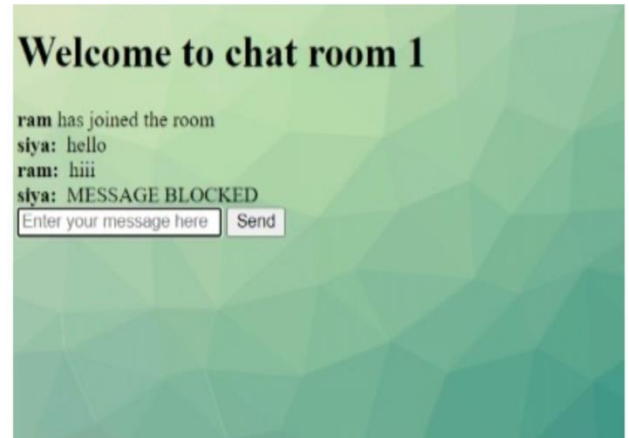 Welcome to chat room 1
ram has joined the room
siya: hello
ram: hiii
siya: MESSAGE BLOCKED
Enter your message here Send